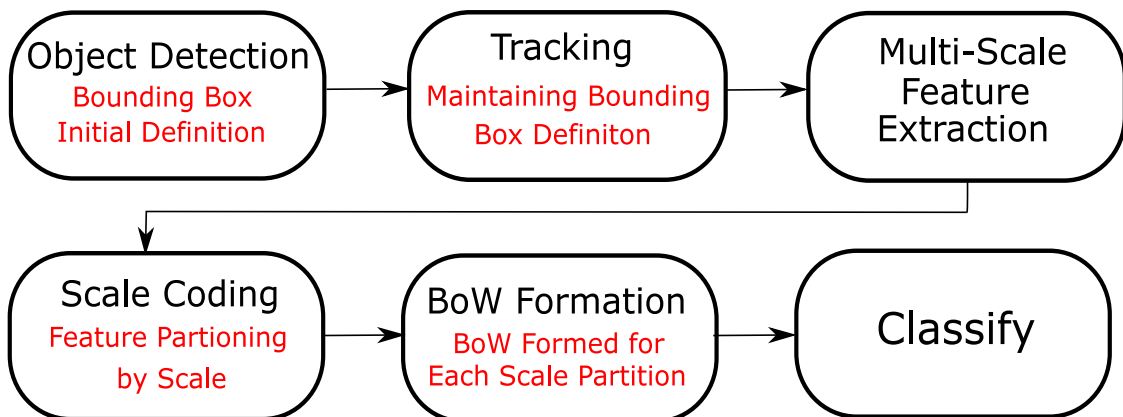 Object Detection
Bounding Box
Initial Definition
Tracking
Maintaining Bounding
Box Definiton
Multi-Scale
Feature
Extraction
Scale Coding
Feature Partioning
by Scale
BoW Formation
BoW Formed for
Each Scale Partition
Classify